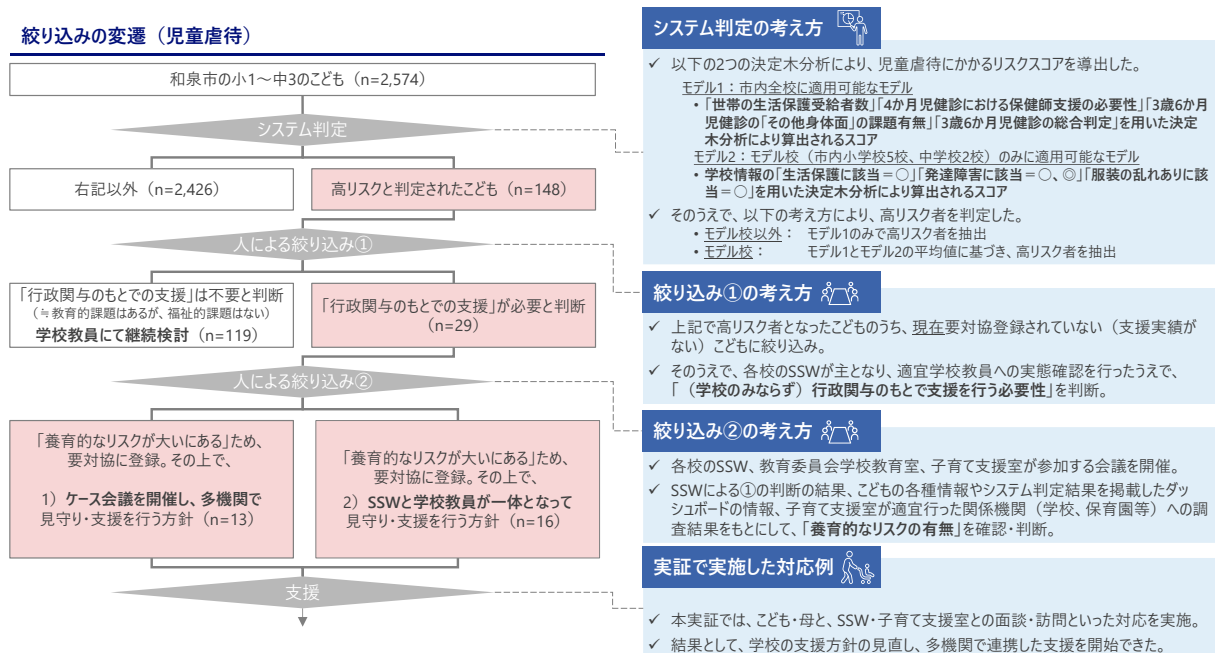 絞り込みの変遷（児童虐待）
和泉市の小1～中3のこども（n=2,574）
システム判定
右記以外（n=2,426）
高リスクと判定されたこども（n=148）
人による絞り込み①
「行政関与のもとでの支援」は不要と判断
（≒教育的課題はあるが、福祉的課題はない）
学校教員にて継続検討（n=119）
「行政関与のもとでの支援」が必要と判断
（n=29）
人による絞り込み②
「養育的なリスクが大いにある」ため、
要対協に登録。その上で、
1）ケース会議を開催し、多機関で
見守り・支援を行う方針（n=13）
「養育的なリスクが大いにある」ため、
要対協に登録。その上で、
2）SSWと学校教員が一体となって
見守り・支援を行う方針（n=16）
支援
システム判定の考え方
✓ 以下の2つの決定木分析により、児童虐待にかかるリスクスコアを導出した。
モデル1：市内全校に適用可能なモデル
•「世帯の生活保護受給者数」「4か月児健診における保健師支援の必要性」「3歳6か月
児健診の「その他身体面」の課題有無」「3歳6か月児健診の総合判定」を用いた決定
木分析により算出されるスコア
モデル2：モデル校（市内小学校5校、中学校2校）のみに適用可能なモデル
•学校情報の「生活保護に該当＝○」「発達障害に該当＝○、◎」「服装の乱れありに該
当＝○」を用いた決定木分析により算出されるスコア
✓ そのうえで、以下の考え方により、高リスク者を判定した。
•モデル校以外： モデル1のみで高リスク者を抽出
•モデル校： モデル1とモデル2の平均値に基づき、高リスク者を抽出
絞り込み①の考え方
✓ 上記で高リスク者となったこどものうち、現在要対協登録されていない（支援実績が
ない）こどもに絞り込み。
✓ そのうえで、各校のSSWが主となり、適宜学校教員への実態確認を行ったうえで、
「（学校のみならず）行政関与のもとで支援を行う必要性」を判断。
絞り込み②の考え方
✓ 各校のSSW、教育委員会学校教育室、子育て支援室が参加する会議を開催。
✓ SSWによる①の判断の結果、こどもの各種情報やシステム判定結果を掲載したダッ
シュボードの情報、子育て支援室が適宜行った関係機関（学校、保育園等）への調
査結果をもとにして、「養育的なリスクの有無」を確認・判断。
実証で実施した対応例
✓ 本実証では、こども・母と、SSW・子育て支援室との面談・訪問といった対応を実施。
✓ 結果として、学校の支援方針の見直し、多機関で連携した支援を開始できた。